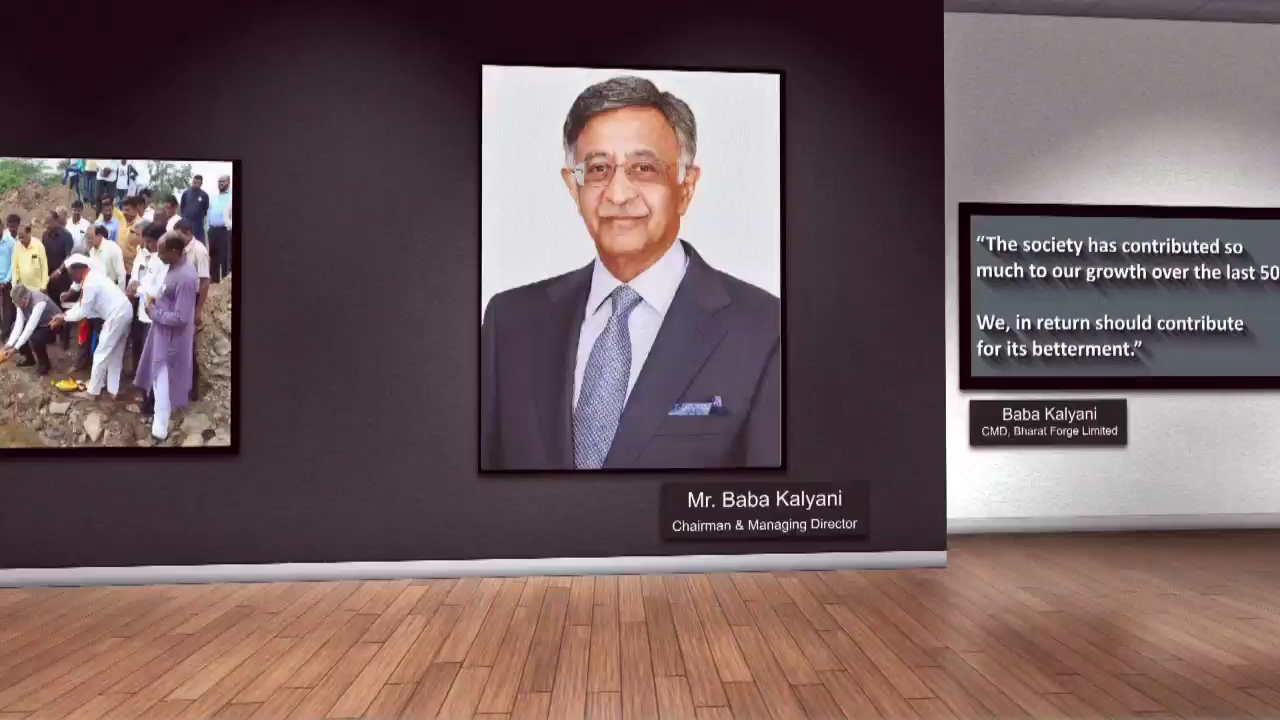 Mr. Baba Kalyani
Chairman & Managing Director
“The society has contributed so
much to our growth over the last 50
We, in return should contribute
for its betterment.”
Baba Kalyani
CMD, Bharat Forge Limited